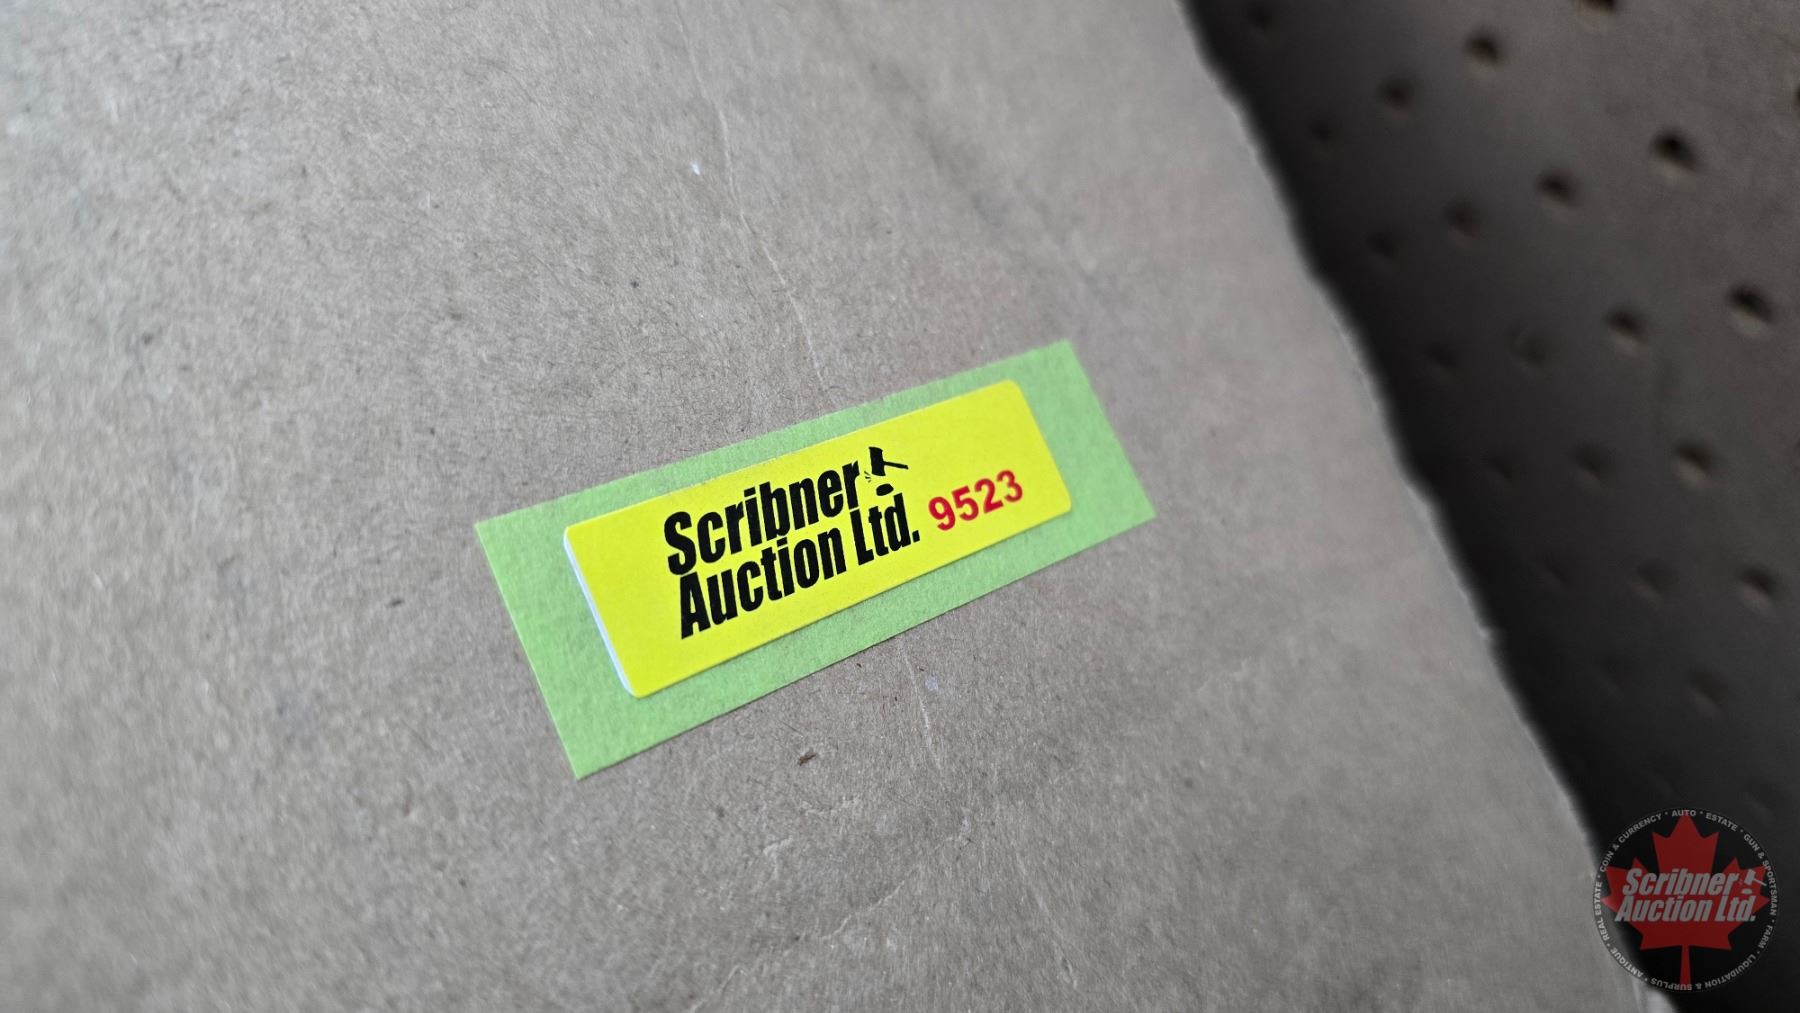 Scribner
Auction Ltd. 9523
REAL ESTATE • COIN & CURRENCY • AUTO • ESTATE • GUN & SPORTSMAN • FARM • LIQUIDATION & SURPLUS • ANTIQUE •
Scribner
Auction Ltd.